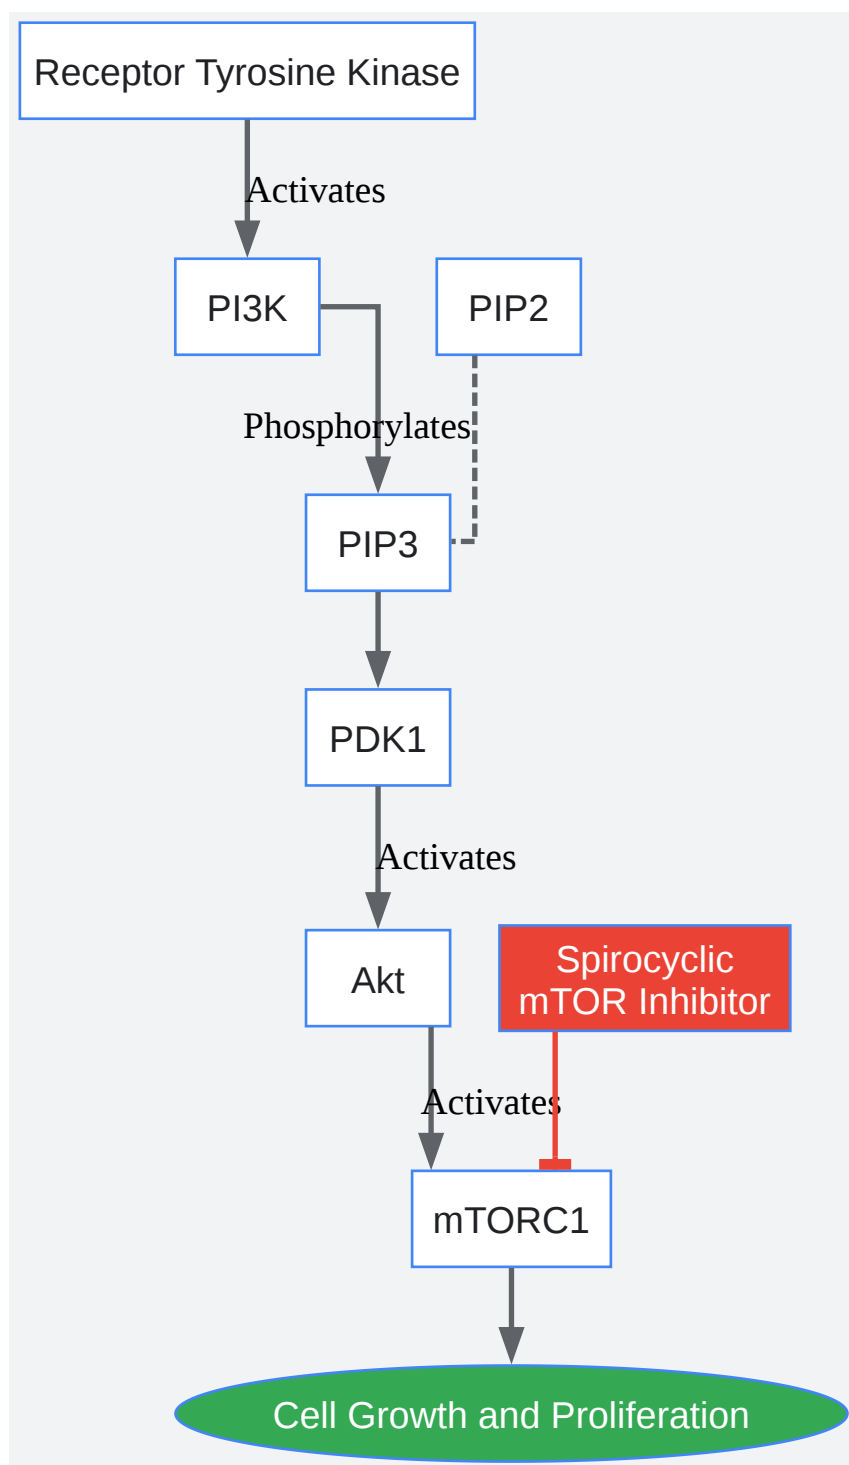 Receptor Tyrosine Kinase
Activates
PI3K
PIP2
Phosphorylates
PIP3
PDK1
Activates
Akt
Spirocyclic
mTOR Inhibitor
Activates
mTORC1
Cell Growth and Proliferation